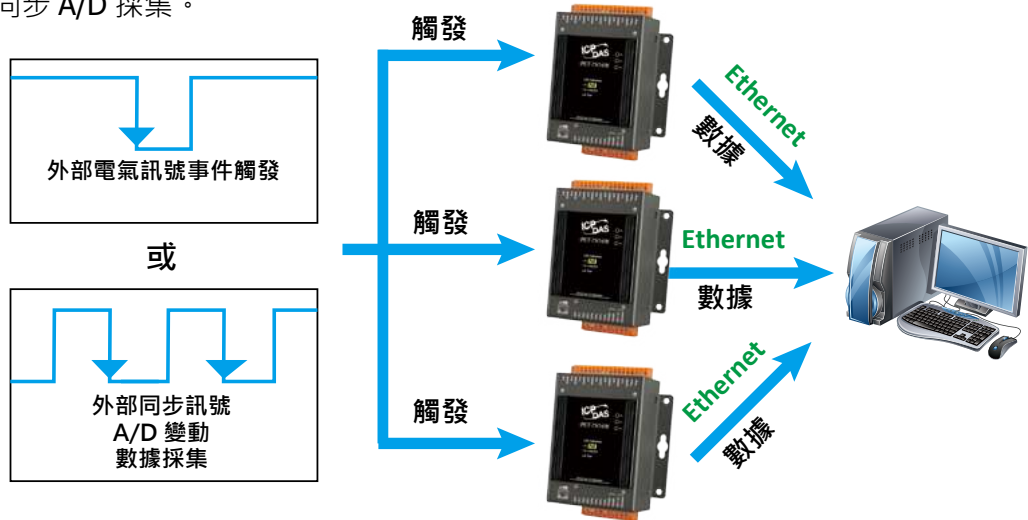 同步 A/D 採集。
外部電氣訊號事件觸發
或
外部同步訊號
A/D 變動
數據採集
觸發
ICP DAS
Ethernet
數據
觸發
ICP DAS
Ethernet
數據
觸發
ICP DAS
Ethernet
數據